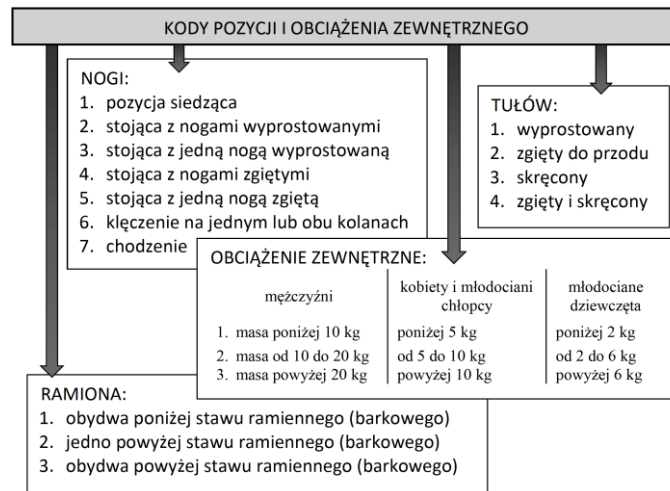 KODY POZYCJI I OBCIĄŻENIA ZEWNĘTRZNEGO
NOGI:
1. pozycja siedząca
2. stojąca z nogami wyprostowanymi
3. stojąca z jedną nogą wyprostowaną
4. stojąca z nogami zgiętymi
5. stojąca z jedną nogą zgiętą
6. klęczenie na jednym lub obu kolanach
7. chodzenie
TUŁÓW:
1. wyprostowany
2. zgięty do przodu
3. skręcony
4. zgięty i skręcony
OBCIĄŻENIE ZEWNĘTRZNE:
mężczyźni
1. masa poniżej 10 kg
2. masa od 10 do 20 kg
3. masa powyżej 20 kg
kobiety i młodociani
chłopcy
poniżej 5 kg
od 5 do 10 kg
powyżej 10 kg
młodociane
dziewczęta
poniżej 2 kg
od 2 do 6 kg
powyżej 6 kg
RAMIONA:
1. obydwa poniżej stawu ramiennego (barkowego)
2. jedno powyżej stawu ramiennego (barkowego)
3. obydwa powyżej stawu ramiennego (barkowego)